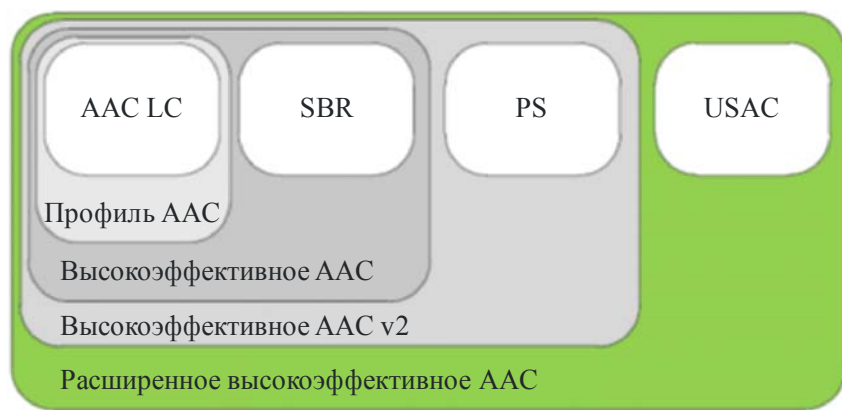 AAC LC
SBR
PS
USAC
Профиль AAC
Высокоэффективное AAC
Высокоэффективное AAC v2
Расширенное высокоэффективное AAC